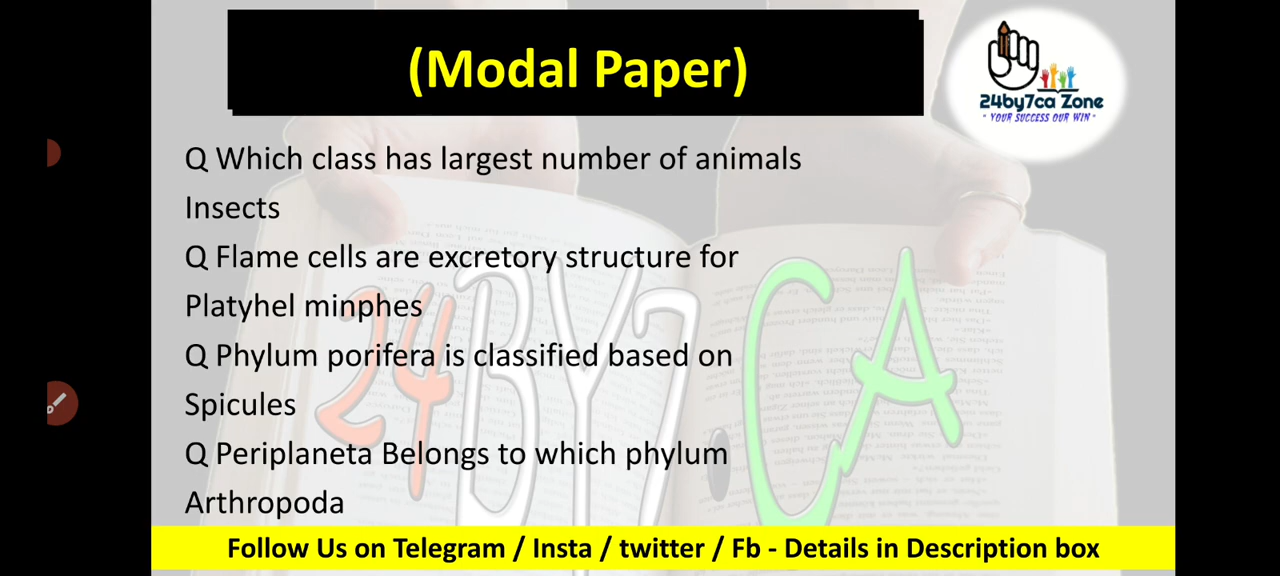 (Modal Paper)
24by7ca Zone
" YOUR SUCCESS OUR WIN "
Q Which class has largest number of animals
Insects
Q Flame cells are excretory structure for
Platyhel minphes
Q Phylum porifera is classified based on
Spicules
Q Periplaneta Belongs to which phylum
Arthropoda
24BY7.CA
Follow Us on Telegram / Insta / twitter / Fb - Details in Description box